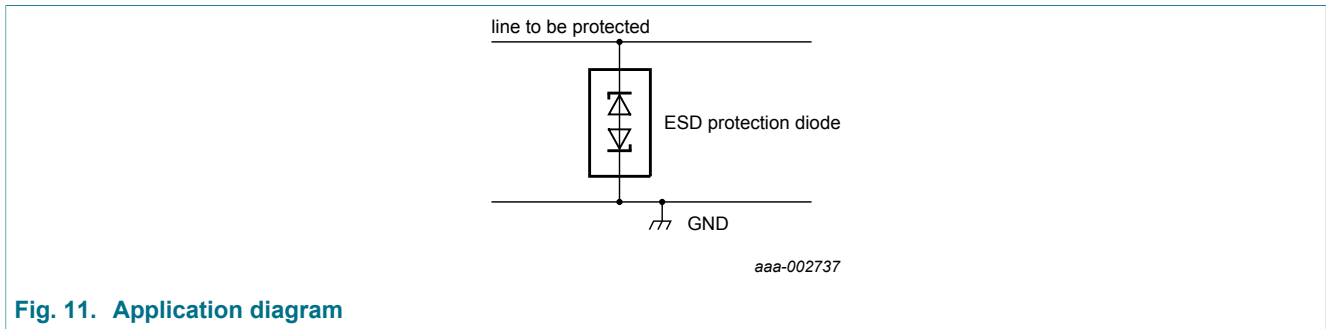 line to be protected
ESD protection diode
GND
aaa-002737
Fig. 11. Application diagram